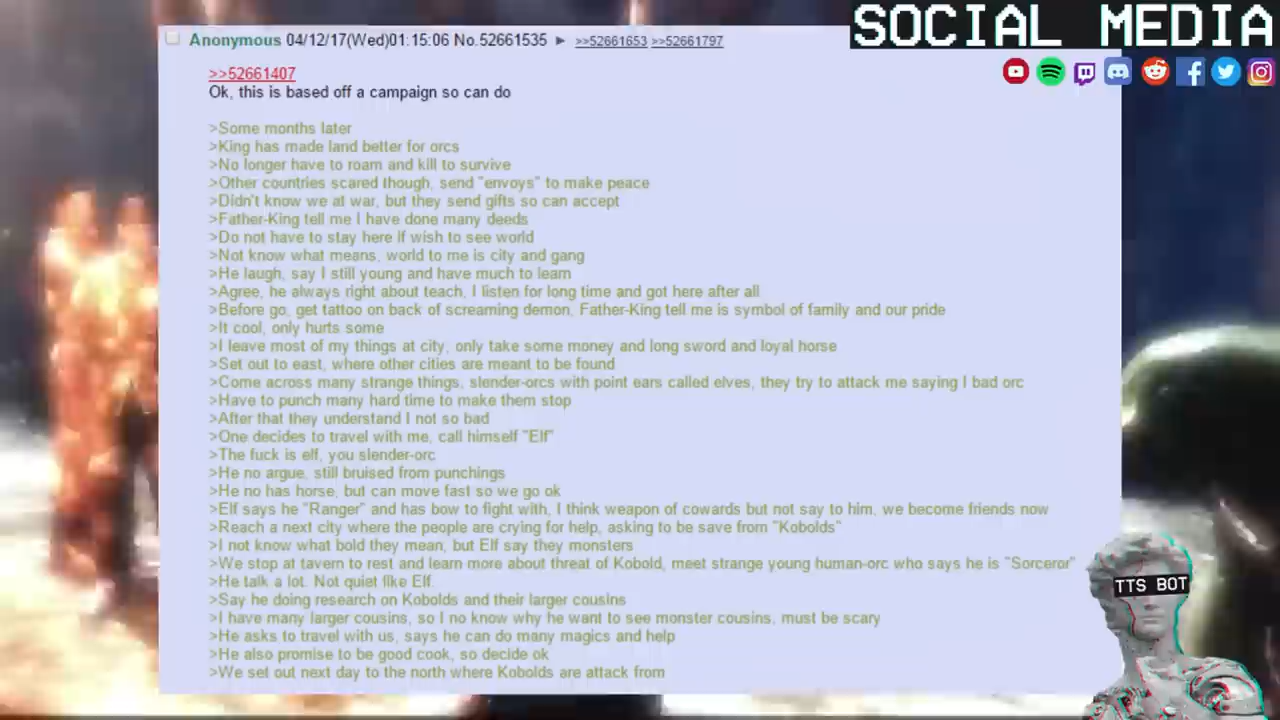 SOCIAL MEDIA
Anonymous 04/12/17(Wed)01:15:06 No.52661535 ► >>52661653 >>52661797
>>52661407
Ok, this is based off a campaign so can do
>Some months later
>King has made land better for orcs
>No longer have to roam and kill to survive
>Other countries scared though, send "envoys" to make peace
>Didn't know we at war, but they send gifts so can accept
>Father-King tell me I have done many deeds
>Do not have to stay here If wish to see world
>Not know what means, world to me is city and gang
>He laugh, say I still young and have much to learn
>Agree, he always right about teach, I listen for long time and got here after all
>Before go, get tattoo on back of screaming demon, Father-King tell me is symbol of family and our pride
>It cool, only hurts some
>I leave most of my things at city, only take some money and long sword and loyal horse
>Set out to east, where other cities are meant to be found
>Come across many strange things, slender-orcs with point ears called elves, they try to attack me saying I bad orc
>Have to punch many hard time to make them stop
>After that they understand I not so bad
>One decides to travel with me, call himself "Elf"
>The fuck is elf, you slender-orc
>He no argue, still bruised from punchings
>He no has horse, but can move fast so we go ok
>Elf says he "Ranger" and has bow to fight with, I think weapon of cowards but not say to him, we become friends now
>Reach a next city where the people are crying for help, asking to be save from "Kobolds"
>I not know what bold they mean, but Elf say they monsters
>We stop at tavern to rest and learn more about threat of Kobold, meet strange young human-orc who says he is "Sorceror"
>He talk a lot. Not quiet like Elf.
>Say he doing research on Kobolds and their larger cousins
>I have many larger cousins, so I no know why he want to see monster cousins, must be scary
>He asks to travel with us, says he can do many magics and help
>He also promise to be good cook, so decide ok
>We set out next day to the north where Kobolds are attack from
TTS BOT